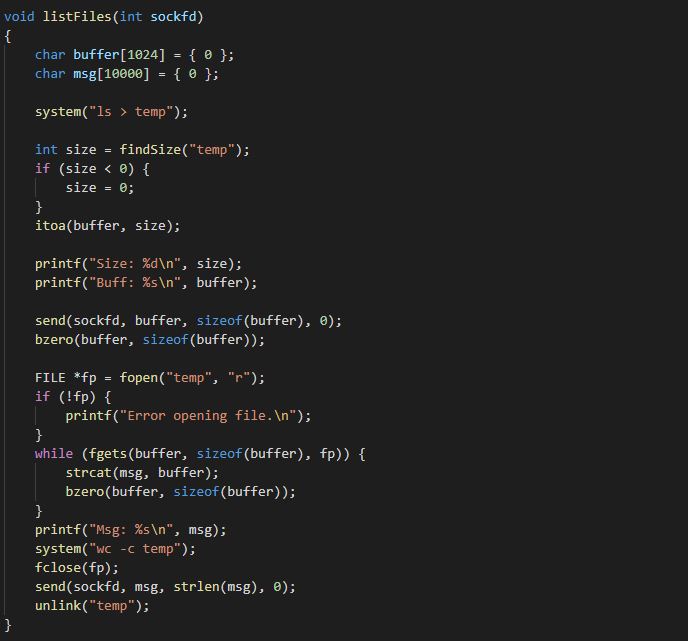 void listFiles(int sockfd)
{
    char buffer[1024] = { 0 };
    char msg[10000] = { 0 };

    system("ls > temp");

    int size = findSize("temp");
    if (size < 0) {
        size = 0;
    }
    itoa(buffer, size);

    printf("Size: %d\n", size);
    printf("Buff: %s\n", buffer);

    send(sockfd, buffer, sizeof(buffer), 0);
    bzero(buffer, sizeof(buffer));

    FILE *fp = fopen("temp", "r");
    if (!fp) {
        printf("Error opening file.\n");
    }
    while (fgets(buffer, sizeof(buffer), fp)) {
        strcat(msg, buffer);
        bzero(buffer, sizeof(buffer));
    }
    printf("Msg: %s\n", msg);
    system("wc -c temp");
    fclose(fp);
    send(sockfd, msg, strlen(msg), 0);
    unlink("temp");
}